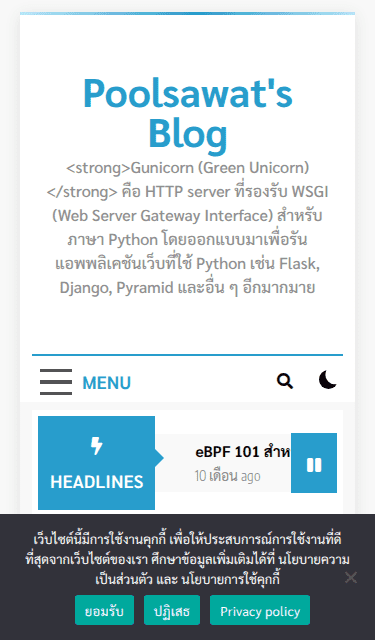 Poolsawat's
Blog
<strong>Gunicorn (Green Unicorn)
</strong> คือ HTTP server ที่รองรับ WSGI
(Web Server Gateway Interface) สำหรับ
ภาษา Python โดยออกแบบมาเพื่อรัน
แอพพลิเคชันเว็บที่ใช้ Python เช่น Flask,
Django, Pyramid และอื่น ๆ อีกมากมาย
MENU
HEADLINES
eBPF 101 สำห
10 เดือน ago
เว็บไซต์นี้มีการใช้งานคุกกี้ เพื่อให้ประสบการณ์การใช้งานที่ดี
ที่สุดจากเว็บไซต์ของเรา ศึกษาข้อมูลเพิ่มเติมได้ที่ นโยบายความ
เป็นส่วนตัว และ นโยบายการใช้คุกกี้
ยอมรับ ปฏิเสธ Privacy policy